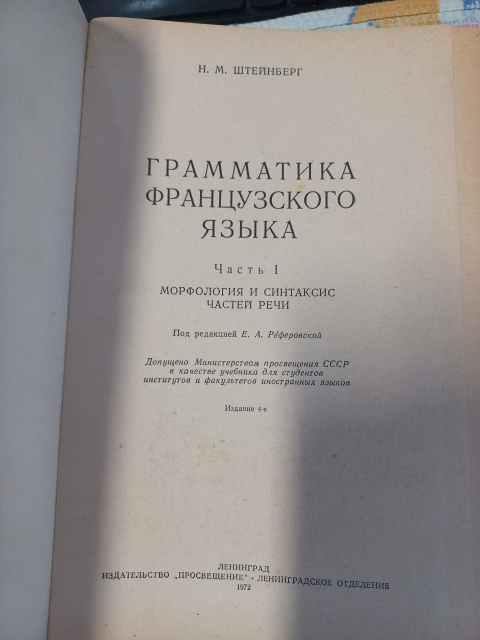 Н. М. ШТЕЙНБЕРГ
ГРАММАТИКА
ФРАНЦУЗСКОГО
ЯЗЫКА
Часть I
МОРФОЛОГИЯ И СИНТАКСИС
ЧАСТЕЙ РЕЧИ
Под редакцией Е. А. Рéферовской
Допущено Министерством просвещения СССР
в качестве учебника для студентов
институтов и факультетов иностранных языков
Издание 4-е
ЛЕНИНГРАД
ИЗДАТЕЛЬСТВО „ПРОСВЕЩЕНИЕ" • ЛЕНИНГРАДСКОЕ ОТДЕЛЕНИЕ
1972